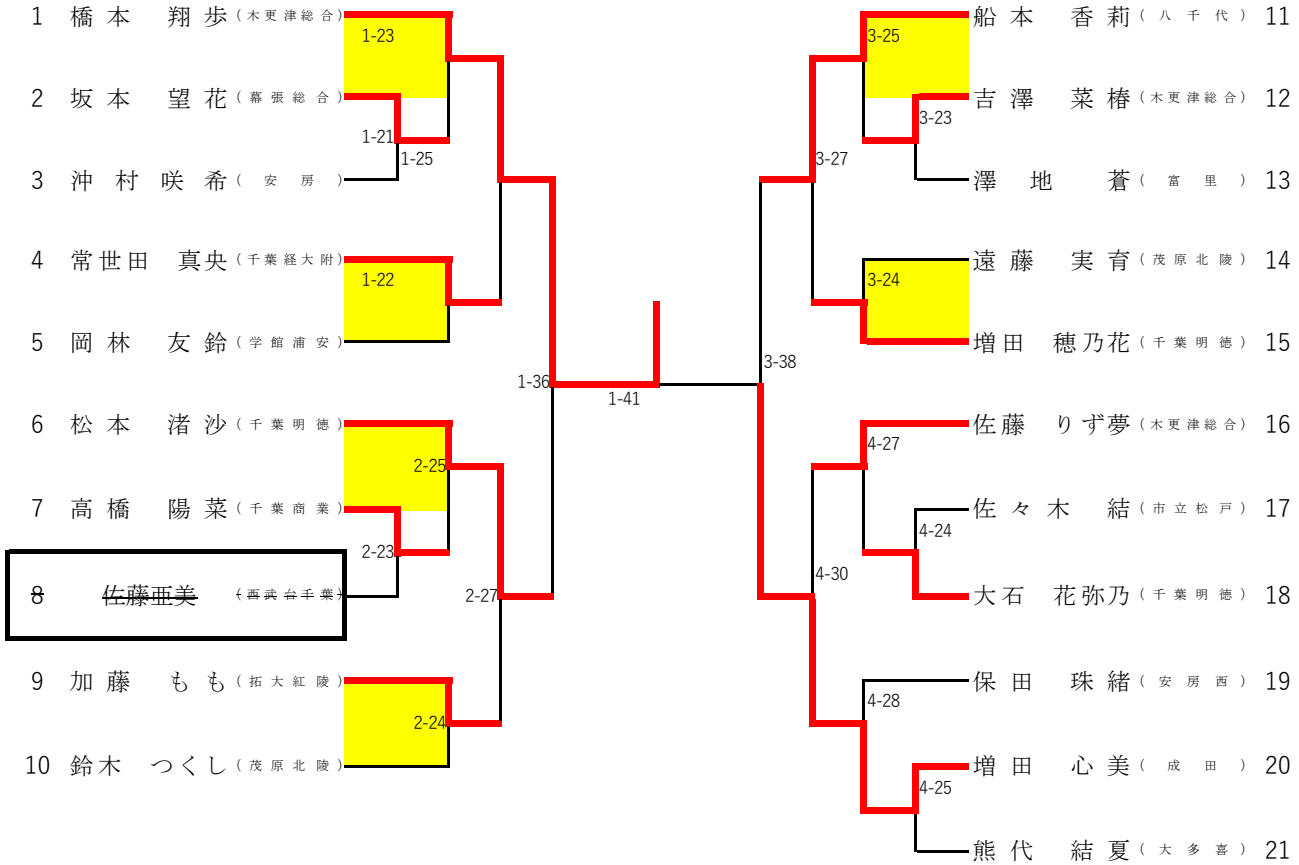 1 橋本 翔歩 (木更津総合)
1-23
2 坂本 望花 (幕張総合)
1-21
1-25
3 沖村 咲希 (安房)
4 常世田 真央 (千葉経大附)
1-22
5 岡林 友鈴 (学館浦安)
1-36
1-41
6 松本 渚沙 (千葉明徳)
2-25
7 高橋 陽菜 (千葉商業)
2-23
8 佐藤亜美 (西武台千葉)
2-27
9 加藤 もも (拓大紅陵)
2-24
10 鈴木 つくし (茂原北陵)
船本 香莉 (八千代) 11
3-25
吉澤 菜椿 (木更津総合) 12
3-23
3-27
澤地 蒼 (富里) 13
遠藤 実育 (茂原北陵) 14
3-24
増田 穂乃花 (千葉明徳) 15
3-38
佐藤 りず夢 (木更津総合) 16
4-27
佐々木 結 (市立松戸) 17
4-24
4-30
大石 花弥乃 (千葉明徳) 18
保田 珠緒 (安房西) 19
4-28
増田 心美 (成田) 20
4-25
熊代 結夏 (大多喜) 21